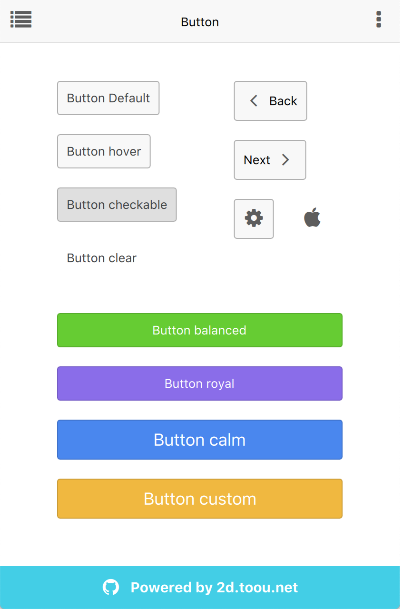 Button
Button Default
Back
Button hover
Next
Button checkable
Button clear
Button balanced
Button royal
Button calm
Button custom
Powered by 2d.toou.net